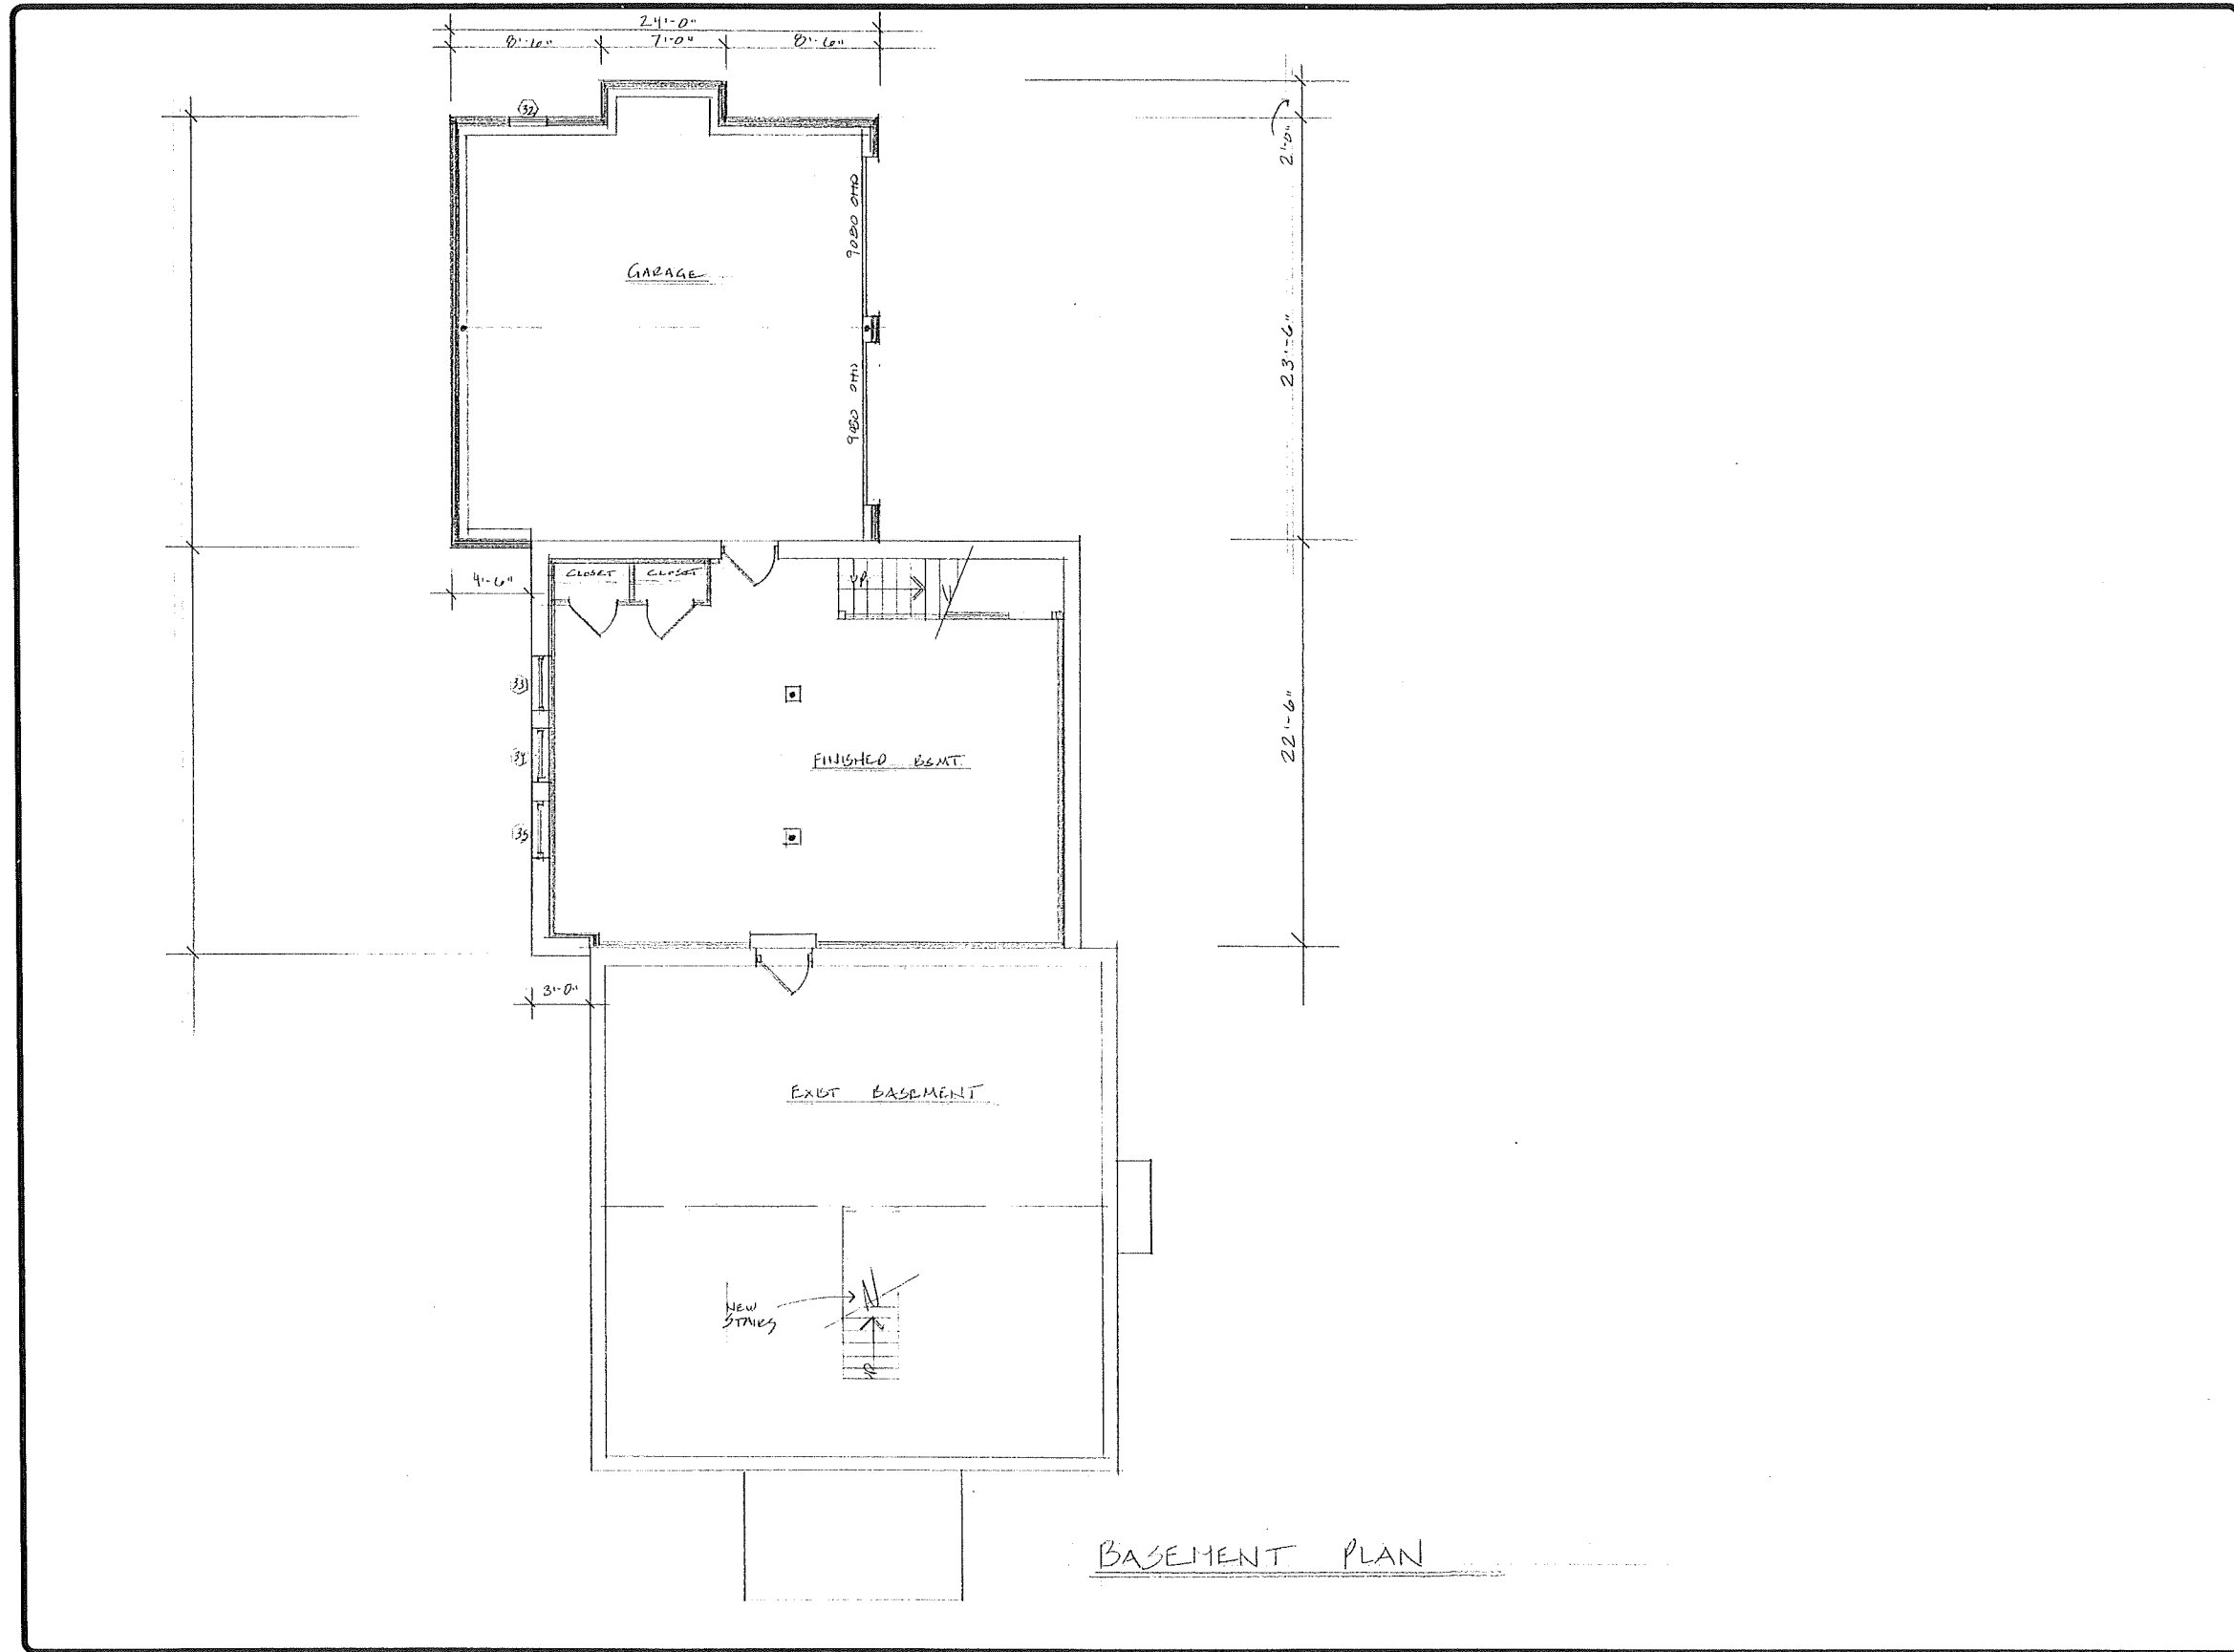 24'-0"
8'-6" 7'-0" 8'-6"
32
2'-0"
9080 OHD
GARAGE
23'-6"
9080 OHD
CLOSET CLOSET
UP
4'-6"
33
22'-6"
34
FINISHED BSMT.
35
3'-0"
EXIST BASEMENT
NEW
STAIRS
UP
BASEMENT PLAN